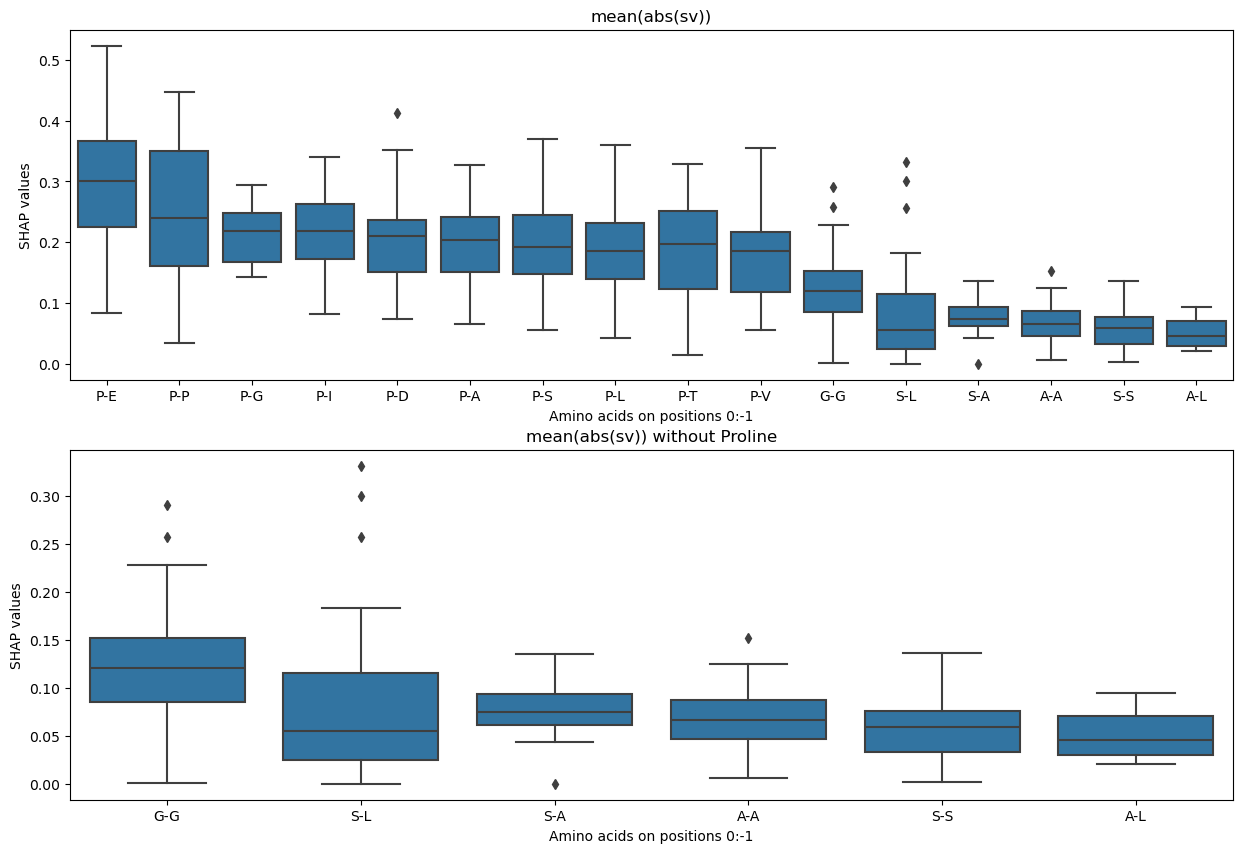 mean(abs(sv))
SHAP values
0.5
0.4
0.3
0.2
0.1
0.0
P-E P-P P-G P-I P-D P-A P-S P-L P-T P-V G-G S-L S-A A-A S-S A-L
Amino acids on positions 0:-1
mean(abs(sv)) without Proline
SHAP values
0.30
0.25
0.20
0.15
0.10
0.05
0.00
G-G S-L S-A A-A S-S A-L
Amino acids on positions 0:-1